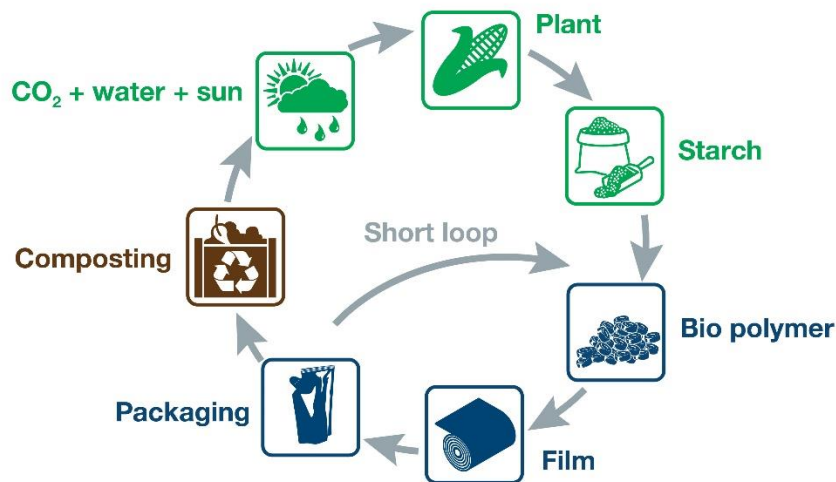 Plant
CO₂ + water + sun
Starch
Short loop
Composting
Bio polymer
Packaging
Film